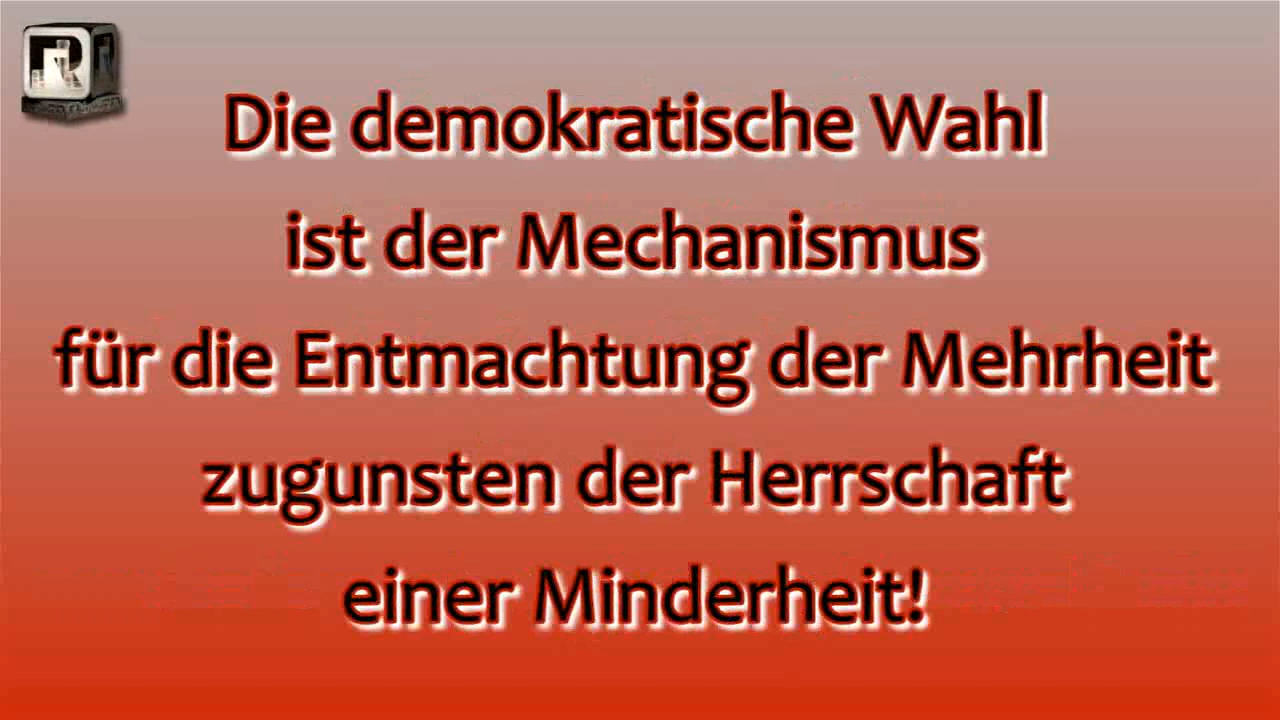 Die demokratische Wahl
ist der Mechanismus
für die Entmachtung der Mehrheit
zugunsten der Herrschaft
einer Minderheit!